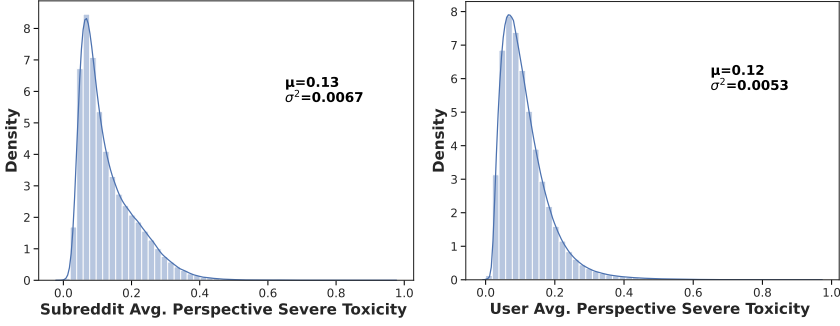 8
7
6
5
4
3
2
1
0
Density
μ=0.13
σ²=0.0067
0.0 0.2 0.4 0.6 0.8 1.0
Subreddit Avg. Perspective Severe Toxicity
8
7
6
5
4
3
2
1
0
Density
μ=0.12
σ²=0.0053
0.0 0.2 0.4 0.6 0.8 1.0
User Avg. Perspective Severe Toxicity